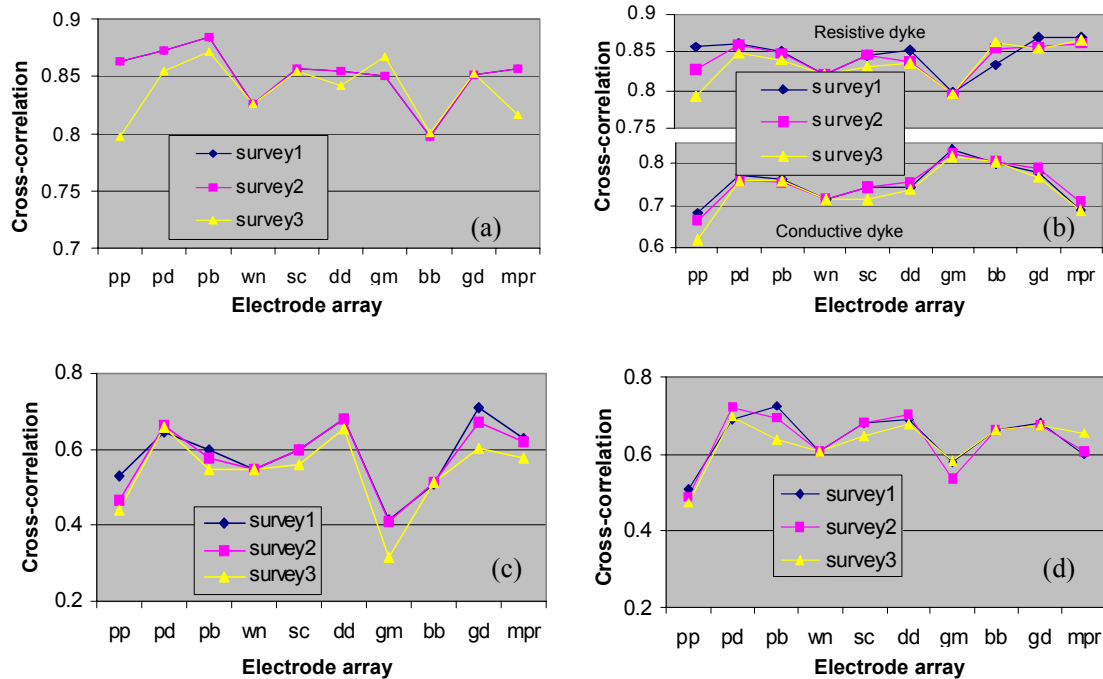 0.9
0.85
0.8
0.75
0.7
Cross-correlation
survey1
survey2
survey3
(a)
pp pd pb wn sc dd gm bb gd mpr
Electrode array
0.9
0.85
0.8
0.75
0.8
0.7
0.6
Cross-correlation
Resistive dyke
survey1
survey2
survey3
(b)
Conductive dyke
pp pd pb wn sc dd gm bb gd mpr
Electrode array
0.8
0.6
0.4
0.2
Cross-correlation
survey1
survey2
survey3
(c)
pp pd pb wn sc dd gm bb gd mpr
Electrode array
0.8
0.6
0.4
0.2
Cross-correlation
survey1
survey2
survey3
(d)
pp pd pb wn sc dd gm bb gd mpr
Electrode array